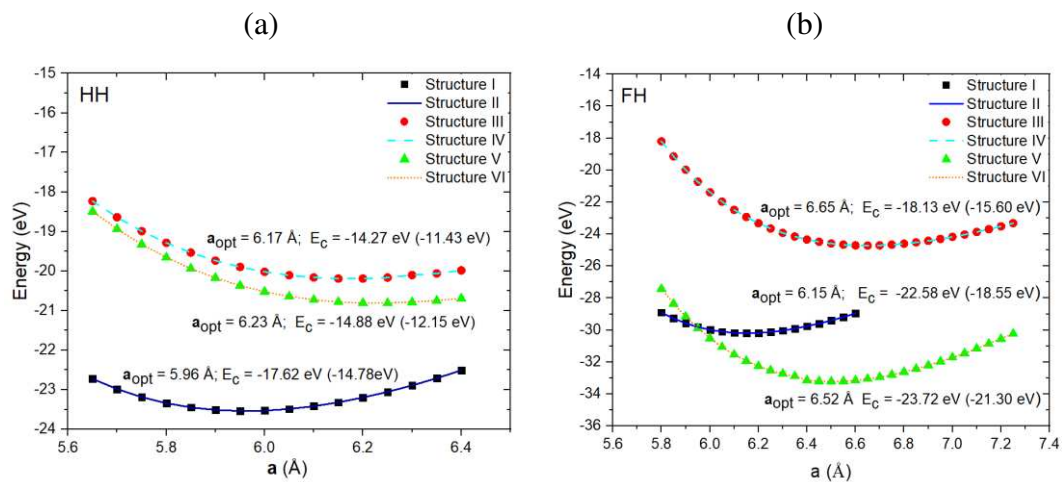 (a)
HH
Energy (eV)
-15
-16
-17
-18
-19
-20
-21
-22
-23
-24
Structure I
Structure II
Structure III
Structure IV
Structure V
Structure VI
aopt = 6.17 Å; Ec = -14.27 eV (-11.43 eV)
aopt = 6.23 Å; Ec = -14.88 eV (-12.15 eV)
aopt = 5.96 Å; Ec = -17.62 eV (-14.78eV)
5.6 5.8 6.0 6.2 6.4
a (Å)
(b)
FH
Energy (eV)
-14
-16
-18
-20
-22
-24
-26
-28
-30
-32
-34
-36
Structure I
Structure II
Structure III
Structure IV
Structure V
Structure VI
aopt = 6.65 Å; Ec = -18.13 eV (-15.60 eV)
aopt = 6.15 Å; Ec = -22.58 eV (-18.55 eV)
aopt = 6.52 Å Ec = -23.72 eV (-21.30 eV)
5.6 5.8 6.0 6.2 6.4 6.6 6.8 7.0 7.2 7.4
a (Å)